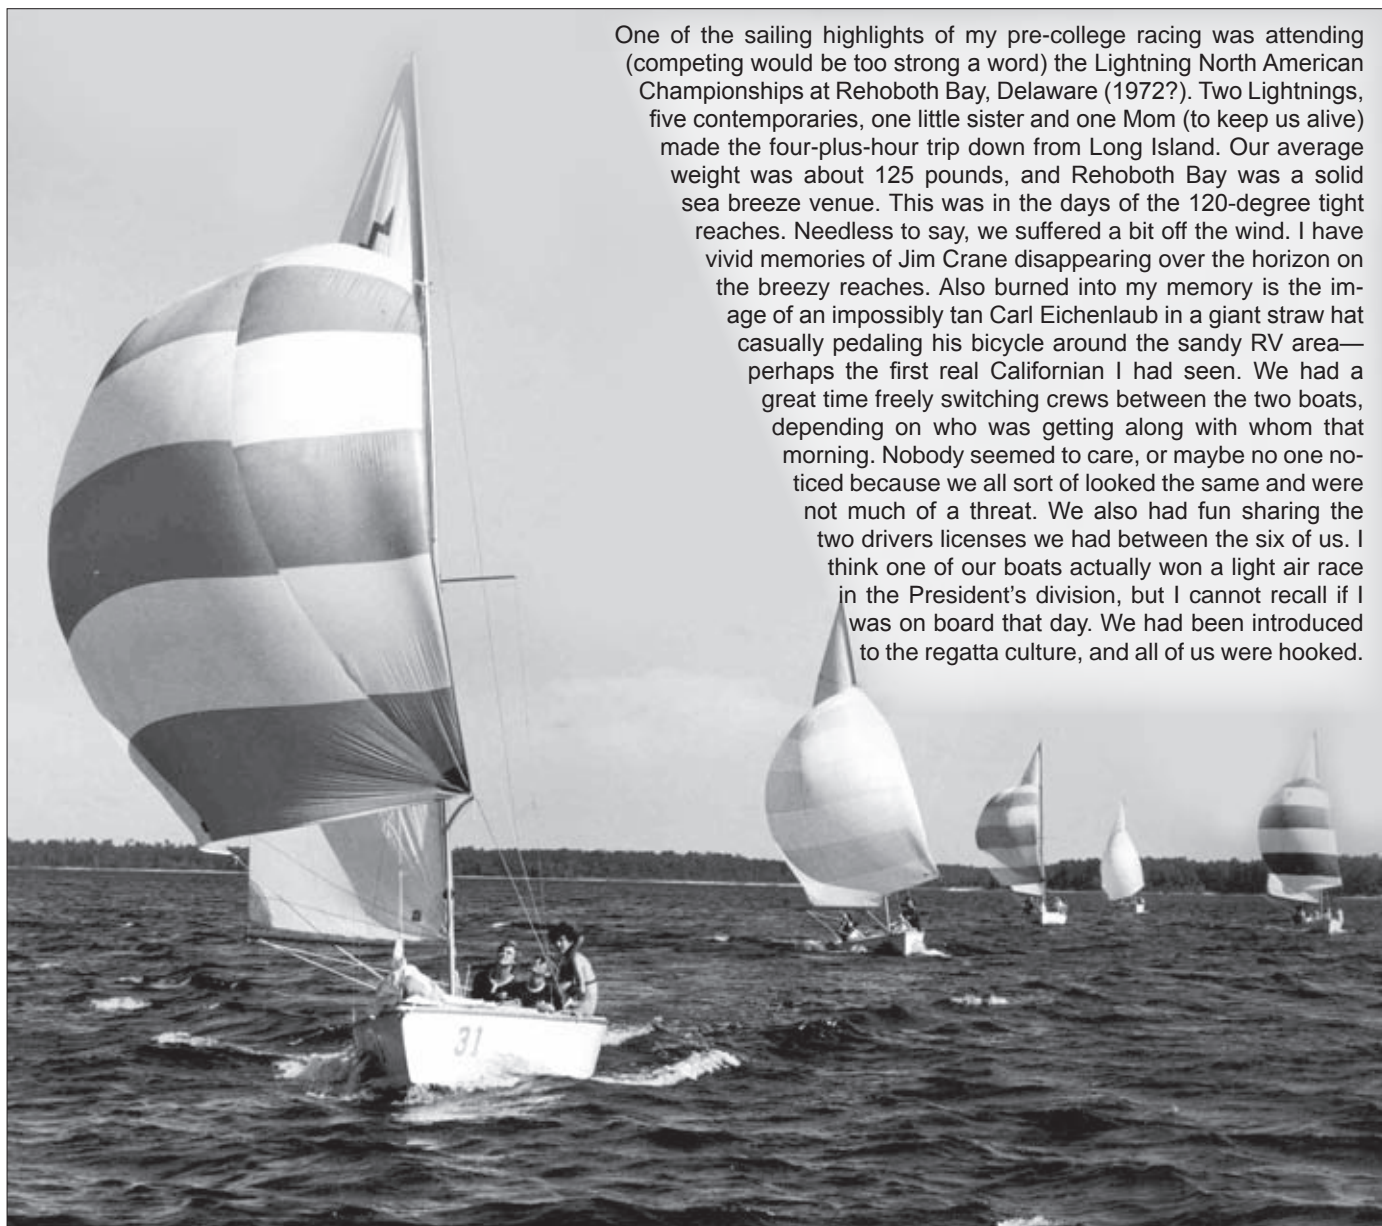 One of the sailing highlights of my pre-college racing was attending
(competing would be too strong a word) the Lightning North American
Championships at Rehoboth Bay, Delaware (1972?). Two Lightnings,
five contemporaries, one little sister and one Mom (to keep us alive)
made the four-plus-hour trip down from Long Island. Our average
weight was about 125 pounds, and Rehoboth Bay was a solid
sea breeze venue. This was in the days of the 120-degree tight
reaches. Needless to say, we suffered a bit off the wind. I have
vivid memories of Jim Crane disappearing over the horizon on
the breezy reaches. Also burned into my memory is the im-
age of an impossibly tan Carl Eichenlaub in a giant straw hat
casually pedaling his bicycle around the sandy RV area—
perhaps the first real Californian I had seen. We had a
great time freely switching crews between the two boats,
depending on who was getting along with whom that
morning. Nobody seemed to care, or maybe no one no-
ticed because we all sort of looked the same and were
not much of a threat. We also had fun sharing the
two drivers licenses we had between the six of us. I
think one of our boats actually won a light air race
in the President’s division, but I cannot recall if I
was on board that day. We had been introduced
to the regatta culture, and all of us were hooked.
31